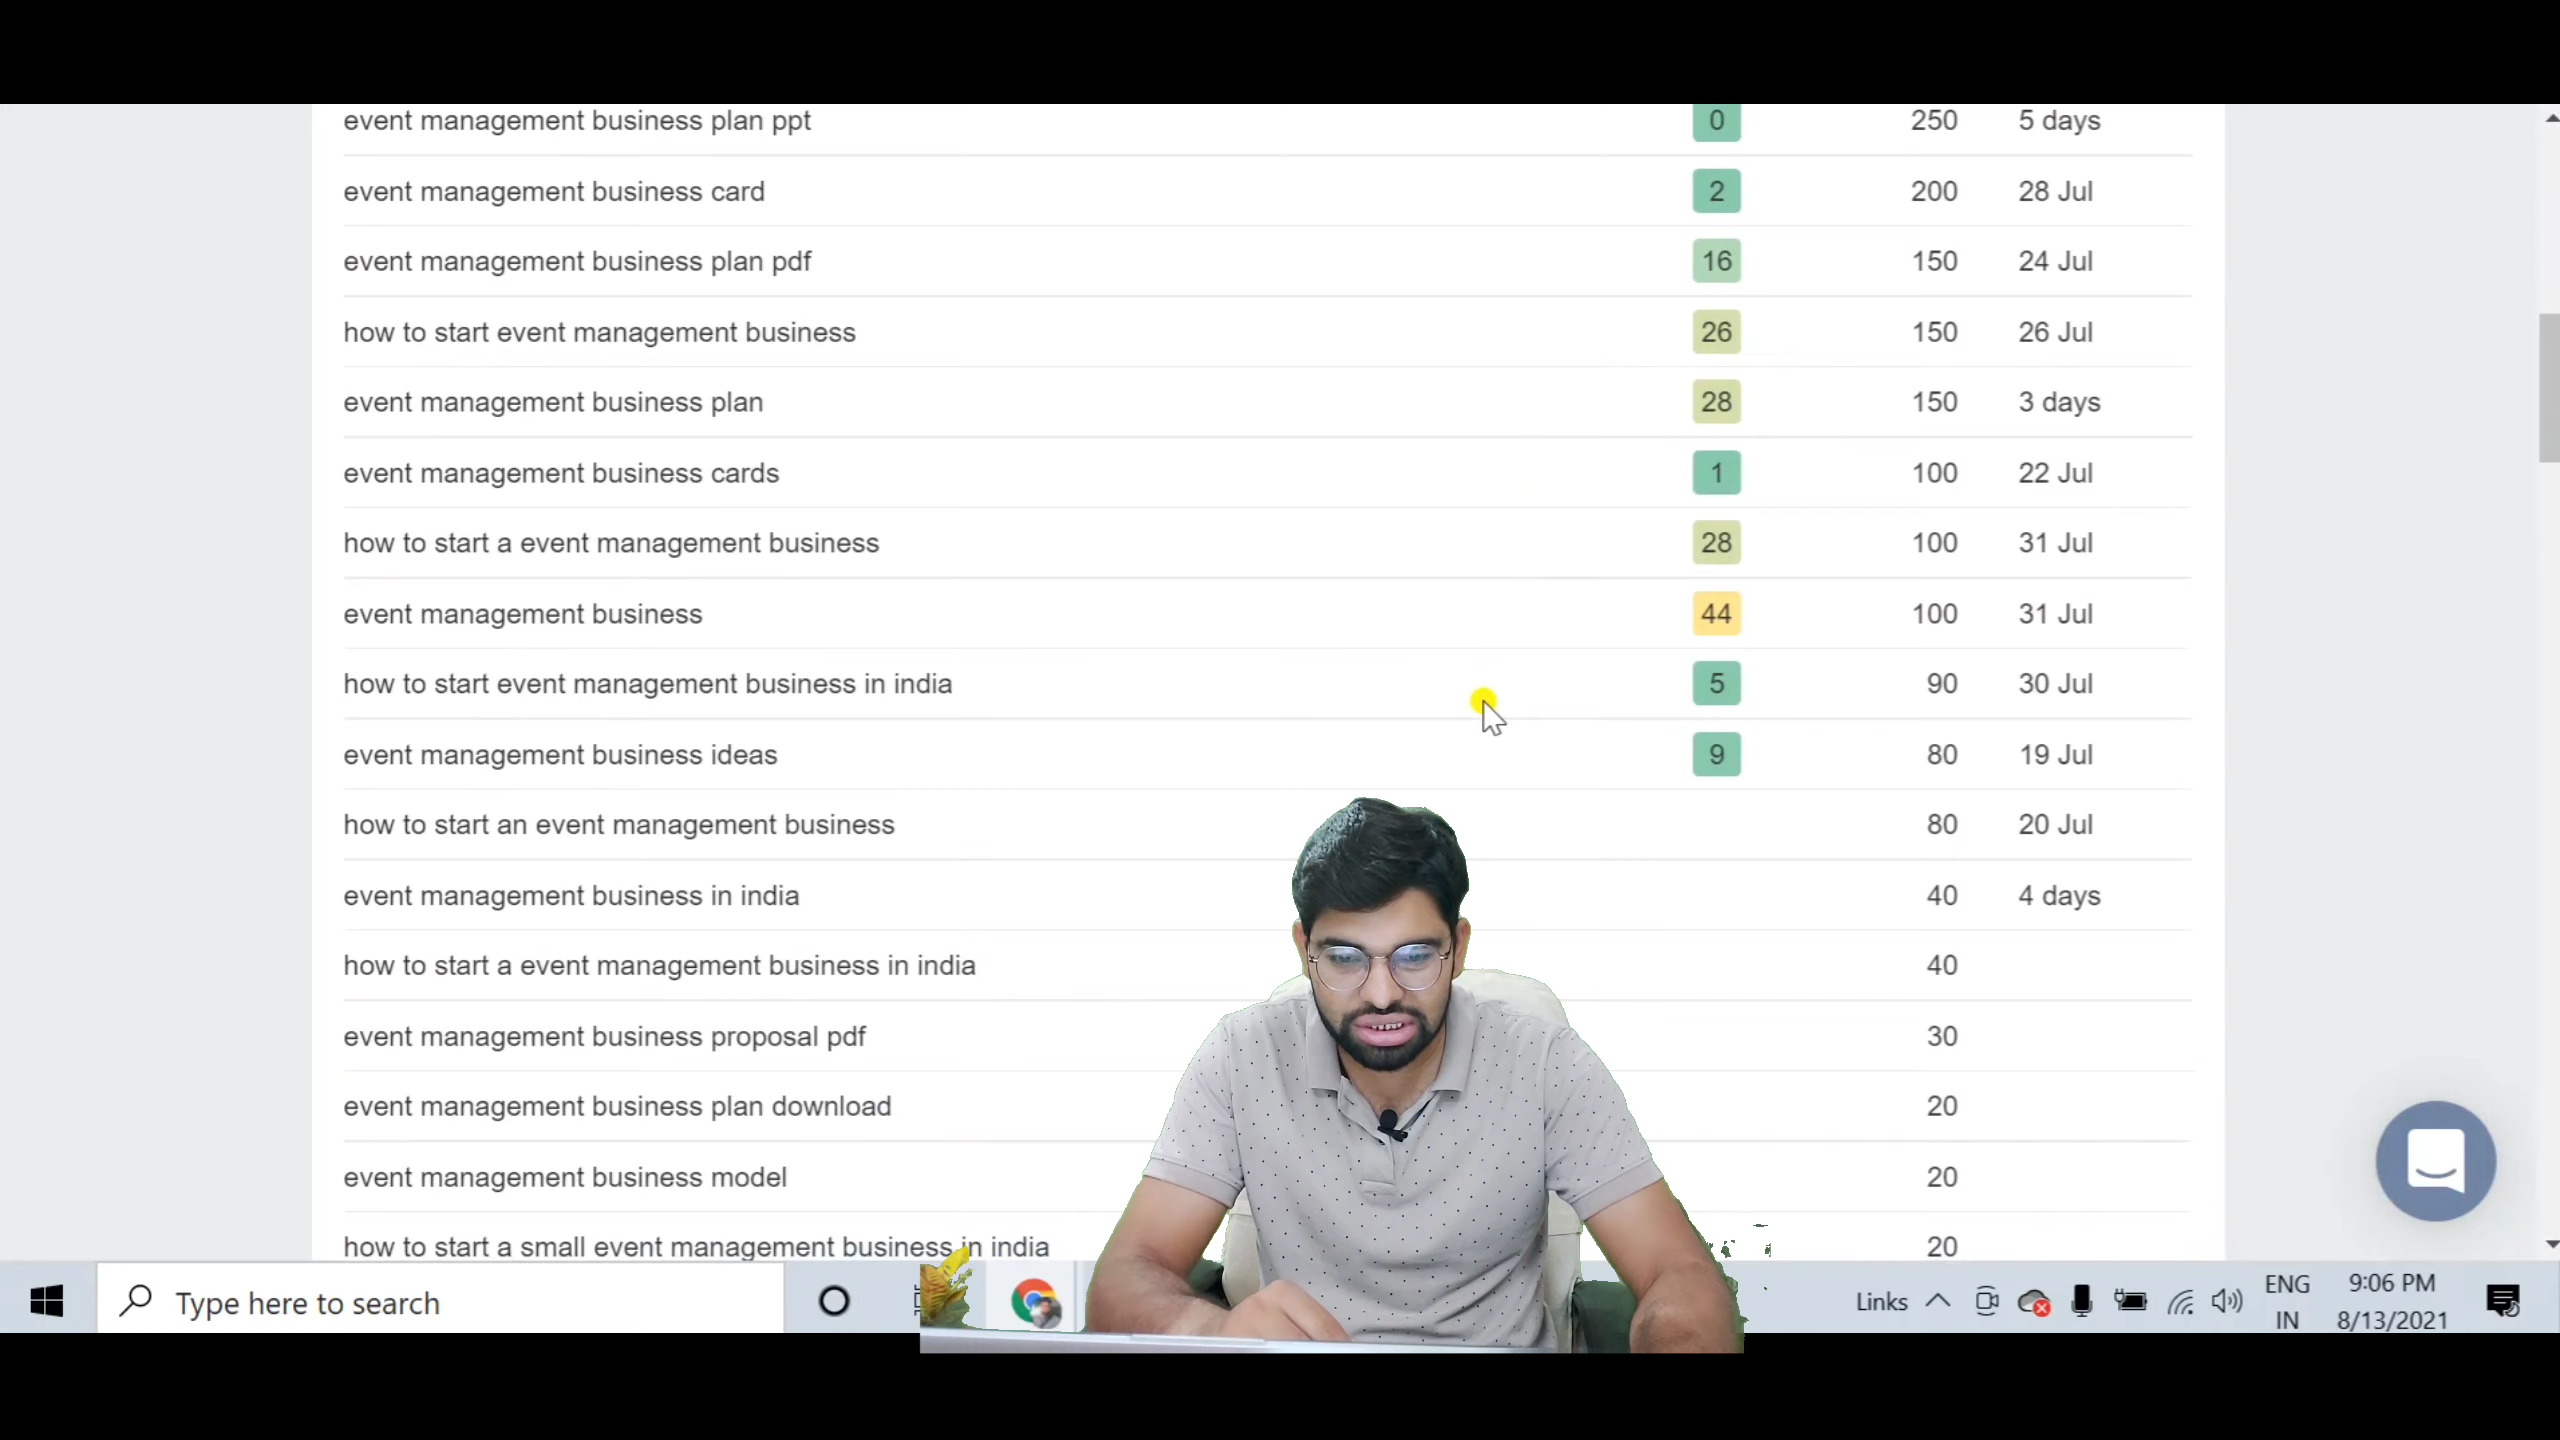 event management business plan ppt 0 250 5 days
event management business card 2 200 28 Jul
event management business plan pdf 16 150 24 Jul
how to start event management business 26 150 26 Jul
event management business plan 28 150 3 days
event management business cards 1 100 22 Jul
how to start a event management business 28 100 31 Jul
event management business 44 100 31 Jul
how to start event management business in india 5 90 30 Jul
event management business ideas 9 80 19 Jul
how to start an event management business 80 20 Jul
event management business in india 40 4 days
how to start a event management business in india 40
event management business proposal pdf 30
event management business plan download 20
event management business model 20
how to start a small event management business in india 20
Type here to search Links ENG 9:06 PM
IN 8/13/2021